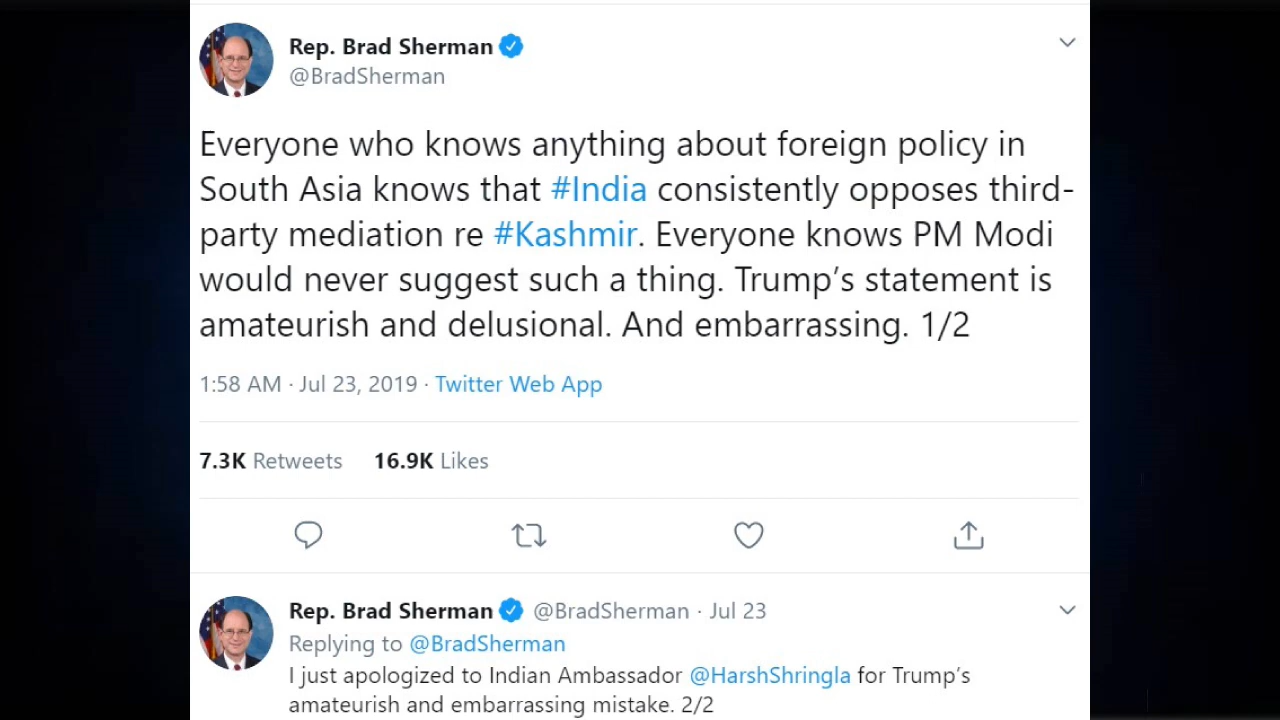 Rep. Brad Sherman
@BradSherman
Everyone who knows anything about foreign policy in
South Asia knows that #India consistently opposes third-
party mediation re #Kashmir. Everyone knows PM Modi
would never suggest such a thing. Trump’s statement is
amateurish and delusional. And embarrassing. 1/2
1:58 AM · Jul 23, 2019 · Twitter Web App
7.3K Retweets 16.9K Likes
Rep. Brad Sherman @BradSherman · Jul 23
Replying to @BradSherman
I just apologized to Indian Ambassador @HarshShringla for Trump’s
amateurish and embarrassing mistake. 2/2